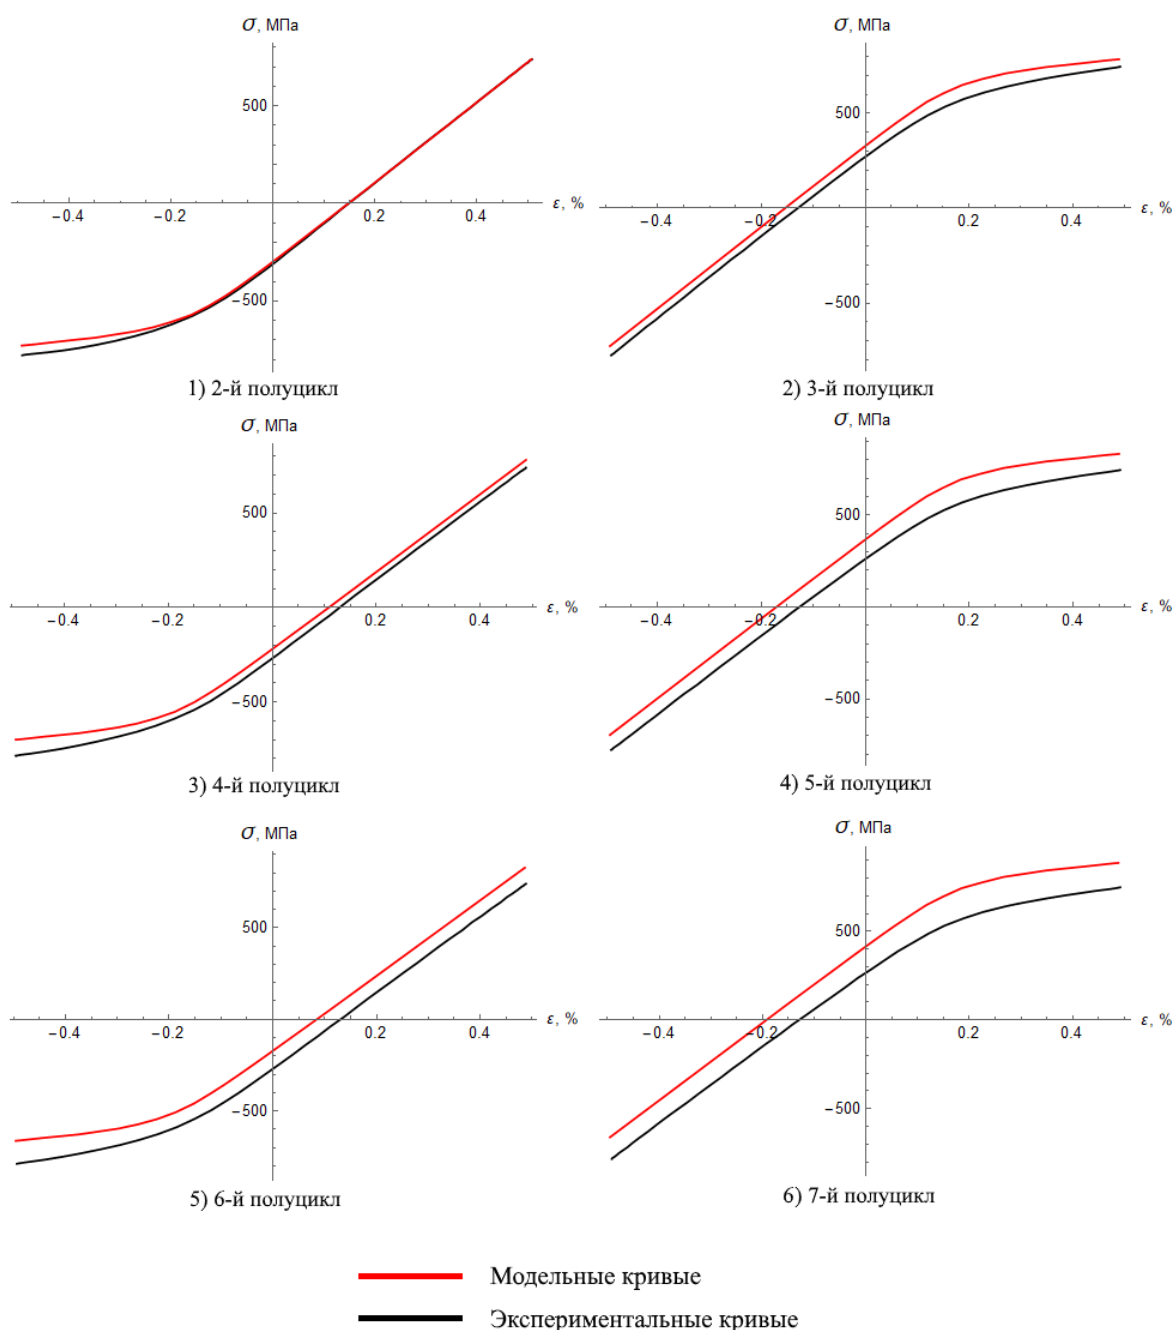 σ, МПа
500
−0.4
−0.2
0.2
0.4
ε, %
−500
1) 2-й полуцикл
σ, МПа
500
−0.4
−0.2
0.2
0.4
ε, %
−500
2) 3-й полуцикл
σ, МПа
500
−0.4
−0.2
0.2
0.4
ε, %
−500
3) 4-й полуцикл
σ, МПа
500
−0.4
−0.2
0.2
0.4
ε, %
−500
4) 5-й полуцикл
σ, МПа
500
−0.4
−0.2
0.2
0.4
ε, %
−500
5) 6-й полуцикл
σ, МПа
500
−0.4
−0.2
0.2
0.4
ε, %
−500
6) 7-й полуцикл
Модельные кривые
Экспериментальные кривые